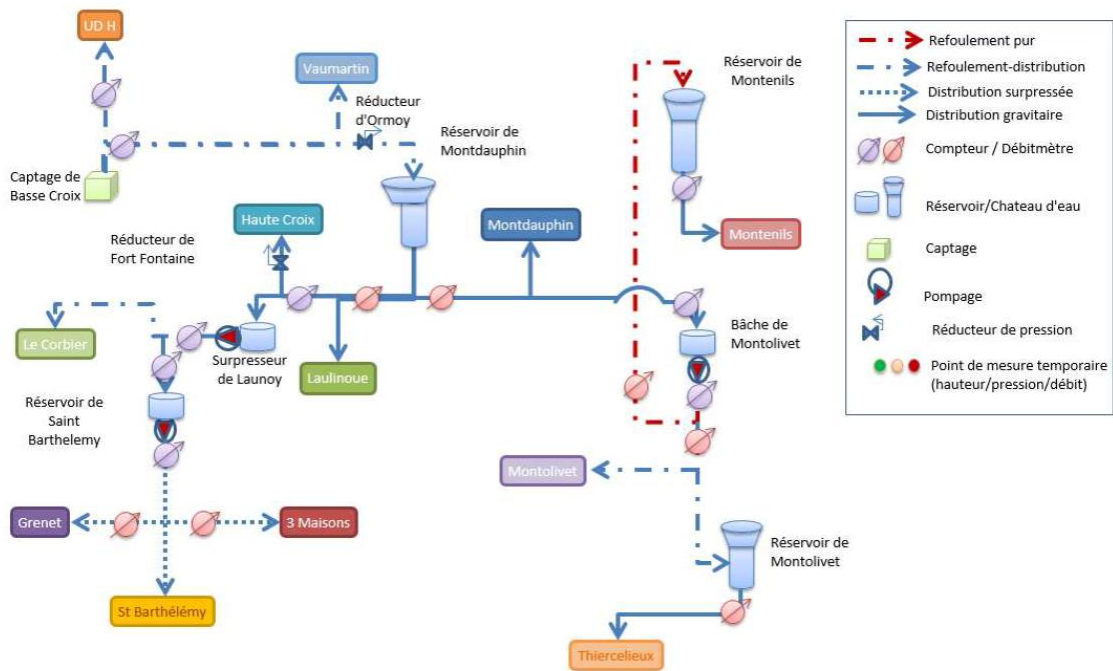 UD H
Vaumartin
Réducteur
d'Ormoy
Réservoir de
Montdauphin
Réservoir de
Montenils
Captage de
Basse Croix
Réducteur de
Fort Fontaine
Haute Croix
Montdauphin
Montenils
Le Corbier
Surpresseur
de Launoy
Laulinoue
Bâche de
Montolivet
Réservoir de
Saint
Barthelemy
Montolivet
Grenet
3 Maisons
Réservoir de
Montolivet
St Barthélémy
Thiercelieux
Refoulement pur
Refoulement-distribution
Distribution surpressée
Distribution gravitaire
Compteur / Débitmètre
Réservoir/Chateau d'eau
Captage
Pompage
Réducteur de pression
Point de mesure temporaire
(hauteur/pression/débit)